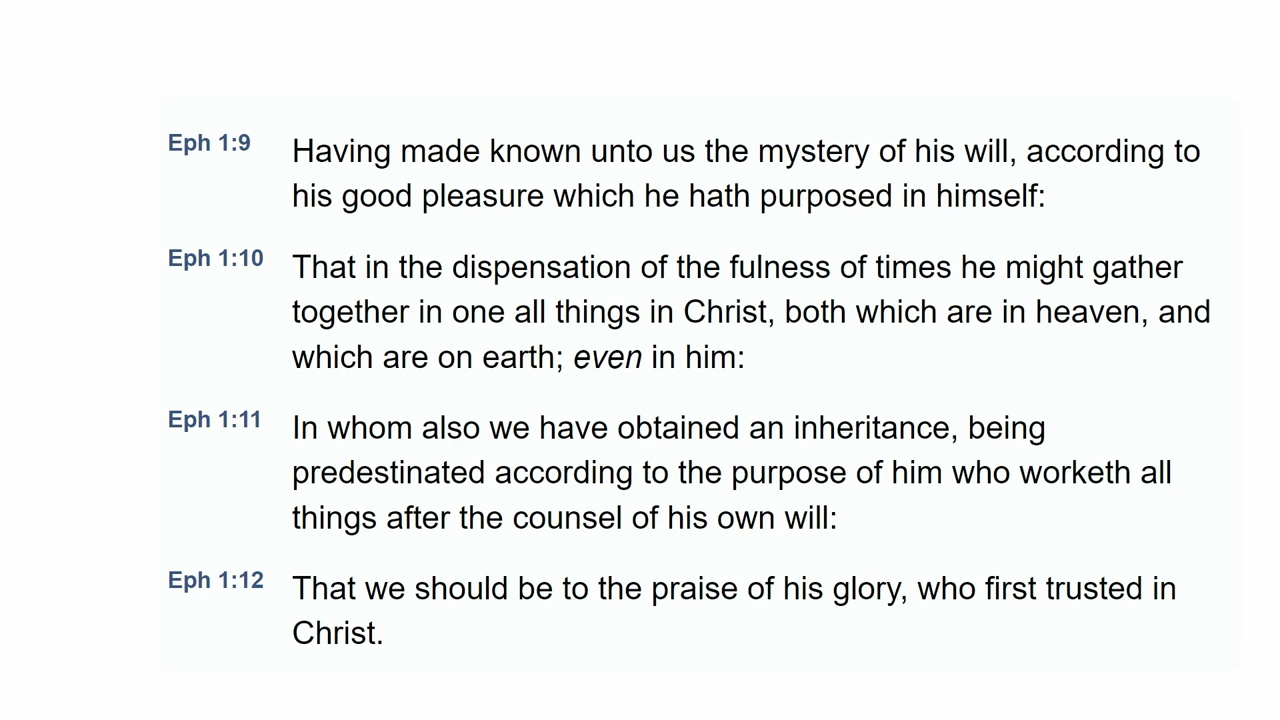 Eph 1:9 Having made known unto us the mystery of his will, according to
his good pleasure which he hath purposed in himself:
Eph 1:10 That in the dispensation of the fulness of times he might gather
together in one all things in Christ, both which are in heaven, and
which are on earth; even in him:
Eph 1:11 In whom also we have obtained an inheritance, being
predestinated according to the purpose of him who worketh all
things after the counsel of his own will:
Eph 1:12 That we should be to the praise of his glory, who first trusted in
Christ.